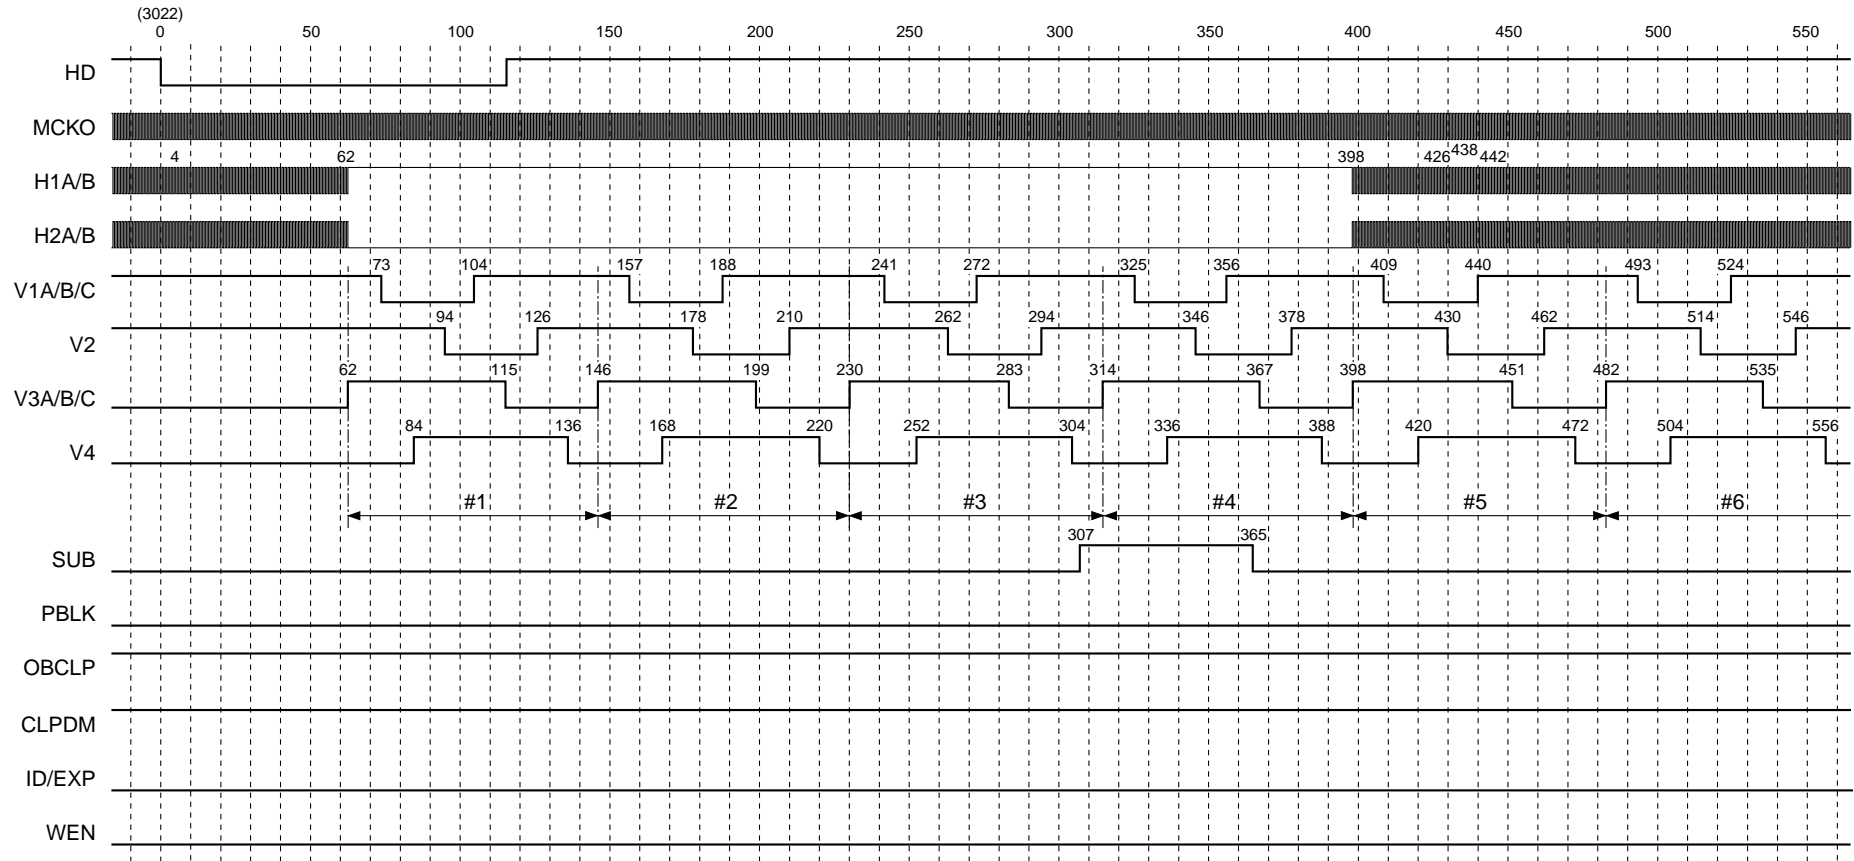 (3022)
0 50 100 150 200 250 300 350 400 450 500 550
HD
MCKO
4 62 398 426 438 442
H1A/B
H2A/B
73 104 157 188 241 272 325 356 409 440 493 524
V1A/B/C
94 126 178 210 262 294 346 378 430 462 514 546
V2
62 115 146 199 230 283 314 367 398 451 482 535
V3A/B/C
84 136 168 220 252 304 336 388 420 472 504 556
V4
#1 #2 #3 #4 #5 #6
307 365
SUB
PBLK
OBCLP
CLPDM
ID/EXP
WEN